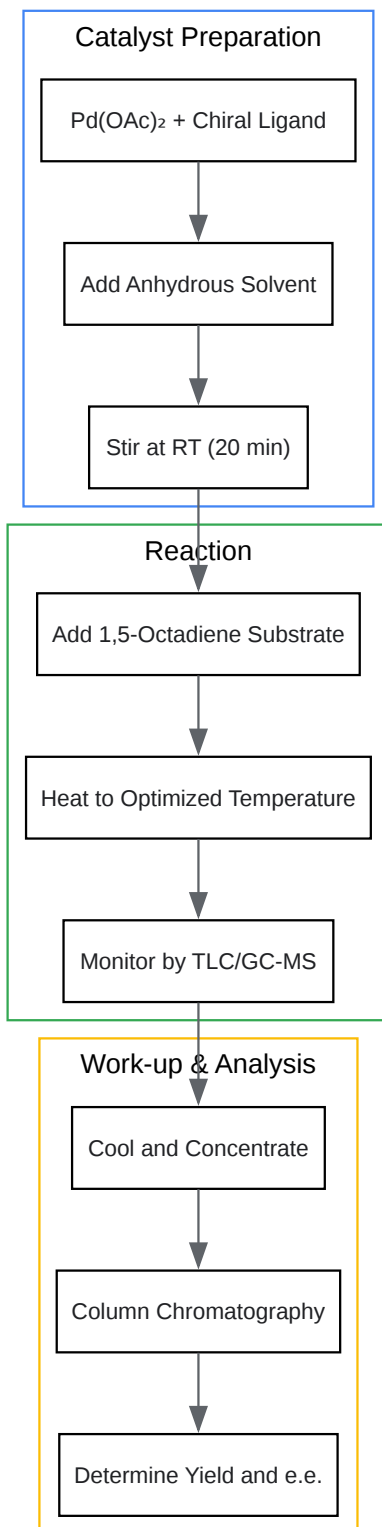 Catalyst Preparation
Pd(OAc)₂ + Chiral Ligand
Add Anhydrous Solvent
Stir at RT (20 min)
Reaction
Add 1,5-Octadiene Substrate
Heat to Optimized Temperature
Monitor by TLC/GC-MS
Work-up & Analysis
Cool and Concentrate
Column Chromatography
Determine Yield and e.e.